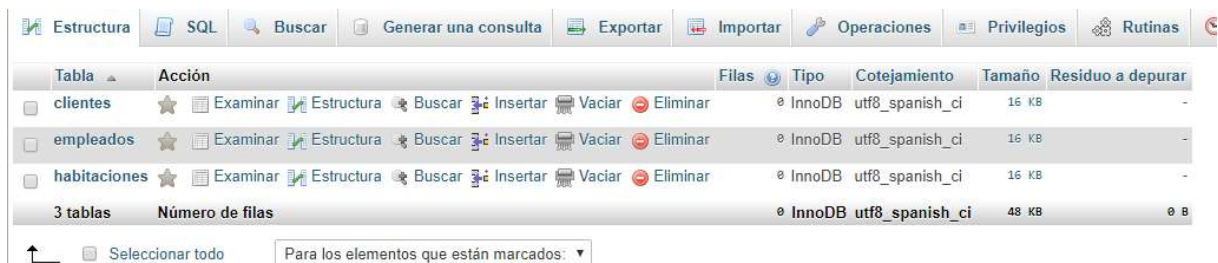 Estructura SQL Buscar Generar una consulta Exportar Importar Operaciones Privilegios Rutinas
Tabla Acción Filas Tipo Cotejamiento Tamaño Residuo a depurar
clientes Examinar Estructura Buscar Insertar Vaciar Eliminar 0 InnoDB utf8_spanish_ci 16 KB -
empleados Examinar Estructura Buscar Insertar Vaciar Eliminar 0 InnoDB utf8_spanish_ci 16 KB -
habitaciones Examinar Estructura Buscar Insertar Vaciar Eliminar 0 InnoDB utf8_spanish_ci 16 KB -
3 tablas Número de filas 0 InnoDB utf8_spanish_ci 48 KB 0 B
Seleccionar todo Para los elementos que están marcados: